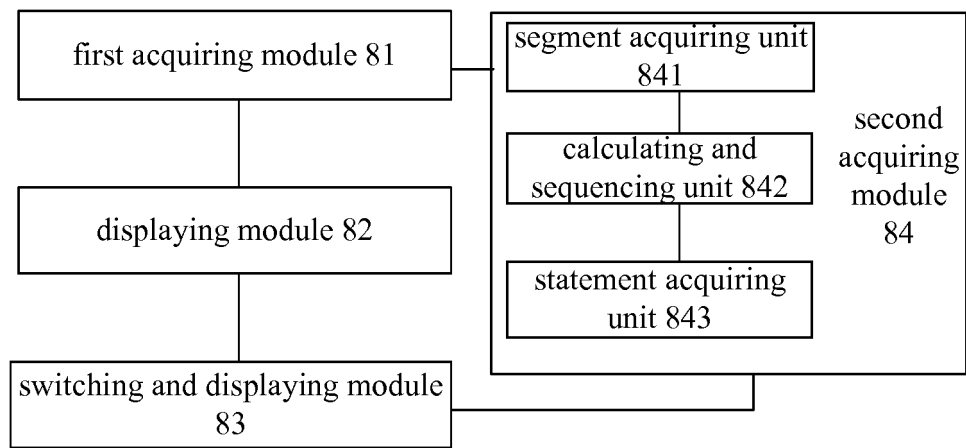 first acquiring module 81
displaying module 82
switching and displaying module
83
segment acquiring unit
841
calculating and
sequencing unit 842
statement acquiring
unit 843
second
acquiring
module
84